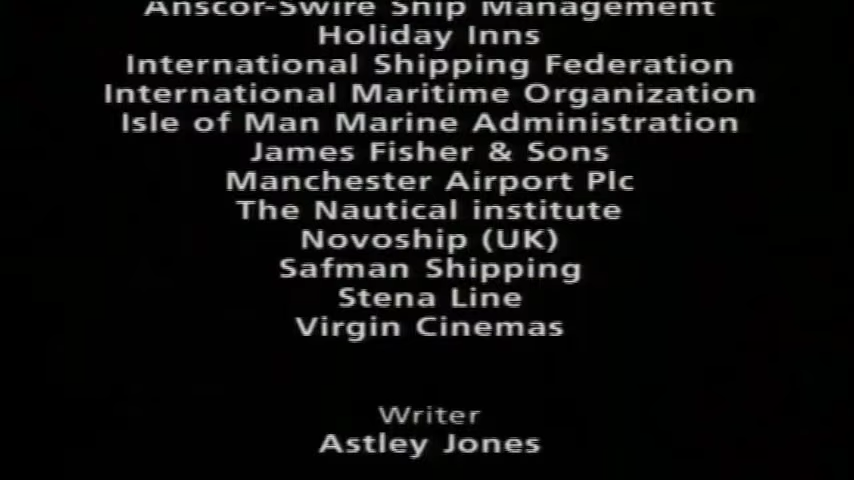 Anscor-Swire Ship Management
Holiday Inns
International Shipping Federation
International Maritime Organization
Isle of Man Marine Administration
James Fisher & Sons
Manchester Airport Plc
The Nautical institute
Novoship (UK)
Safman Shipping
Stena Line
Virgin Cinemas
Writer
Astley Jones